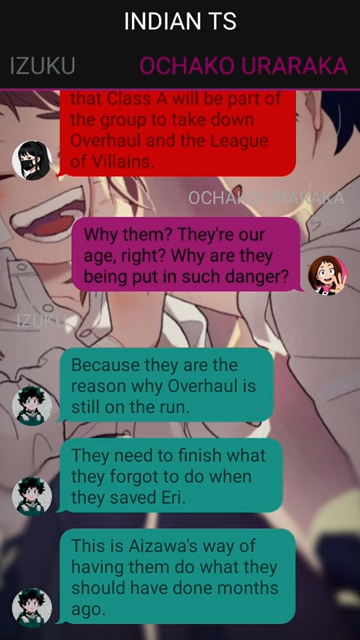 INDIAN TS
IZUKU
OCHAKO URARAKA
that Class A will be part of
the group to take down
Overhaul and the League
of Villains.
OCHAKO URARAKA
Why them? They're our
age, right? Why are they
being put in such danger?
IZUKU
Because they are the
reason why Overhaul is
still on the run.
They need to finish what
they forgot to do when
they saved Eri.
This is Aizawa's way of
having them do what they
should have done months
ago.